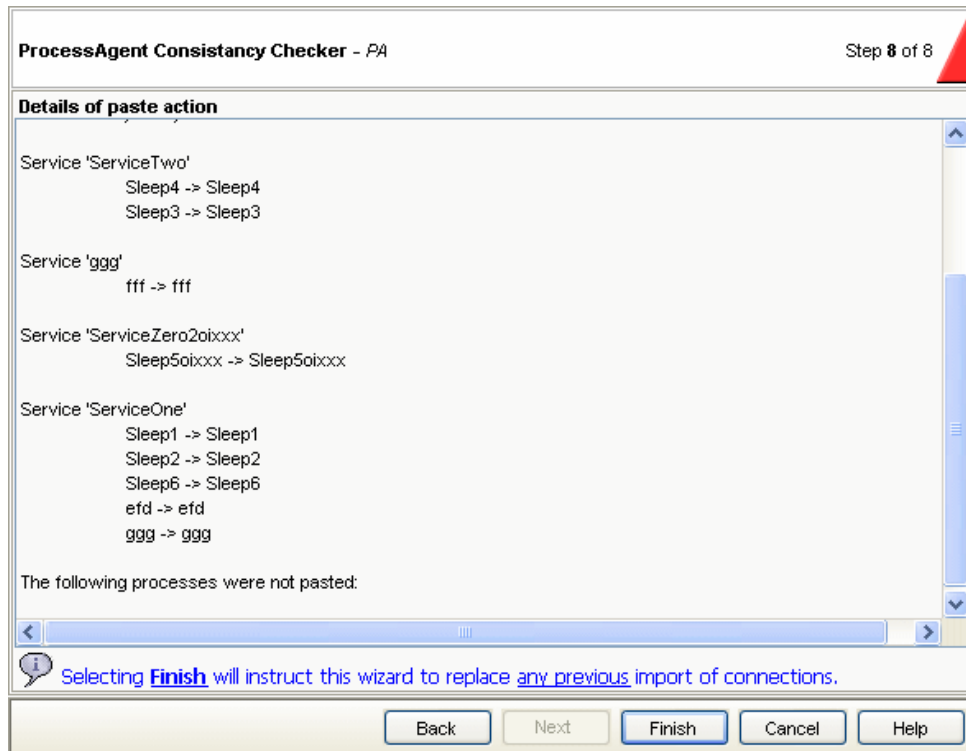 ProcessAgent Consistancy Checker - PA
Step 8 of 8
Details of paste action
Service 'ServiceTwo'
Sleep4 -> Sleep4
Sleep3 -> Sleep3
Service 'ggg'
fff -> fff
Service 'ServiceZero2oixxx'
Sleep5oixxx -> Sleep5oixxx
Service 'ServiceOne'
Sleep1 -> Sleep1
Sleep2 -> Sleep2
Sleep6 -> Sleep6
efd -> efd
ggg -> ggg
The following processes were not pasted:
Selecting Finish will instruct this wizard to replace any previous import of connections.
Back Next Finish Cancel Help